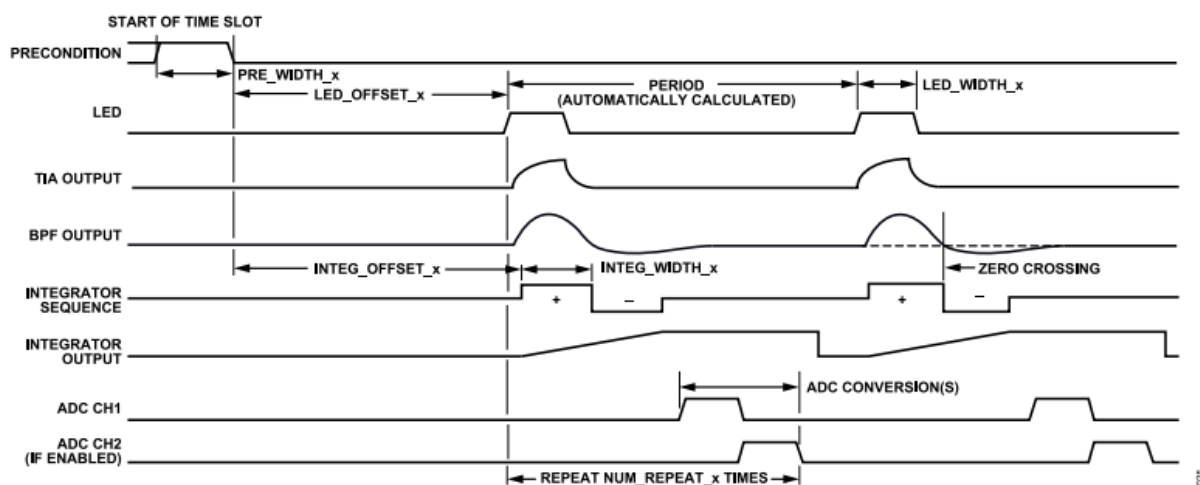 START OF TIME SLOT
PRECONDITION
PRE_WIDTH_x
LED_OFFSET_x
PERIOD
(AUTOMATICALLY CALCULATED)
LED_WIDTH_x
LED
TIA OUTPUT
BPF OUTPUT
INTEG_OFFSET_x
INTEG_WIDTH_x
ZERO CROSSING
INTEGRATOR
SEQUENCE
+
–
+
–
INTEGRATOR
OUTPUT
ADC CONVERSION(S)
ADC CH1
ADC CH2
(IF ENABLED)
REPEAT NUM_REPEAT_x TIMES